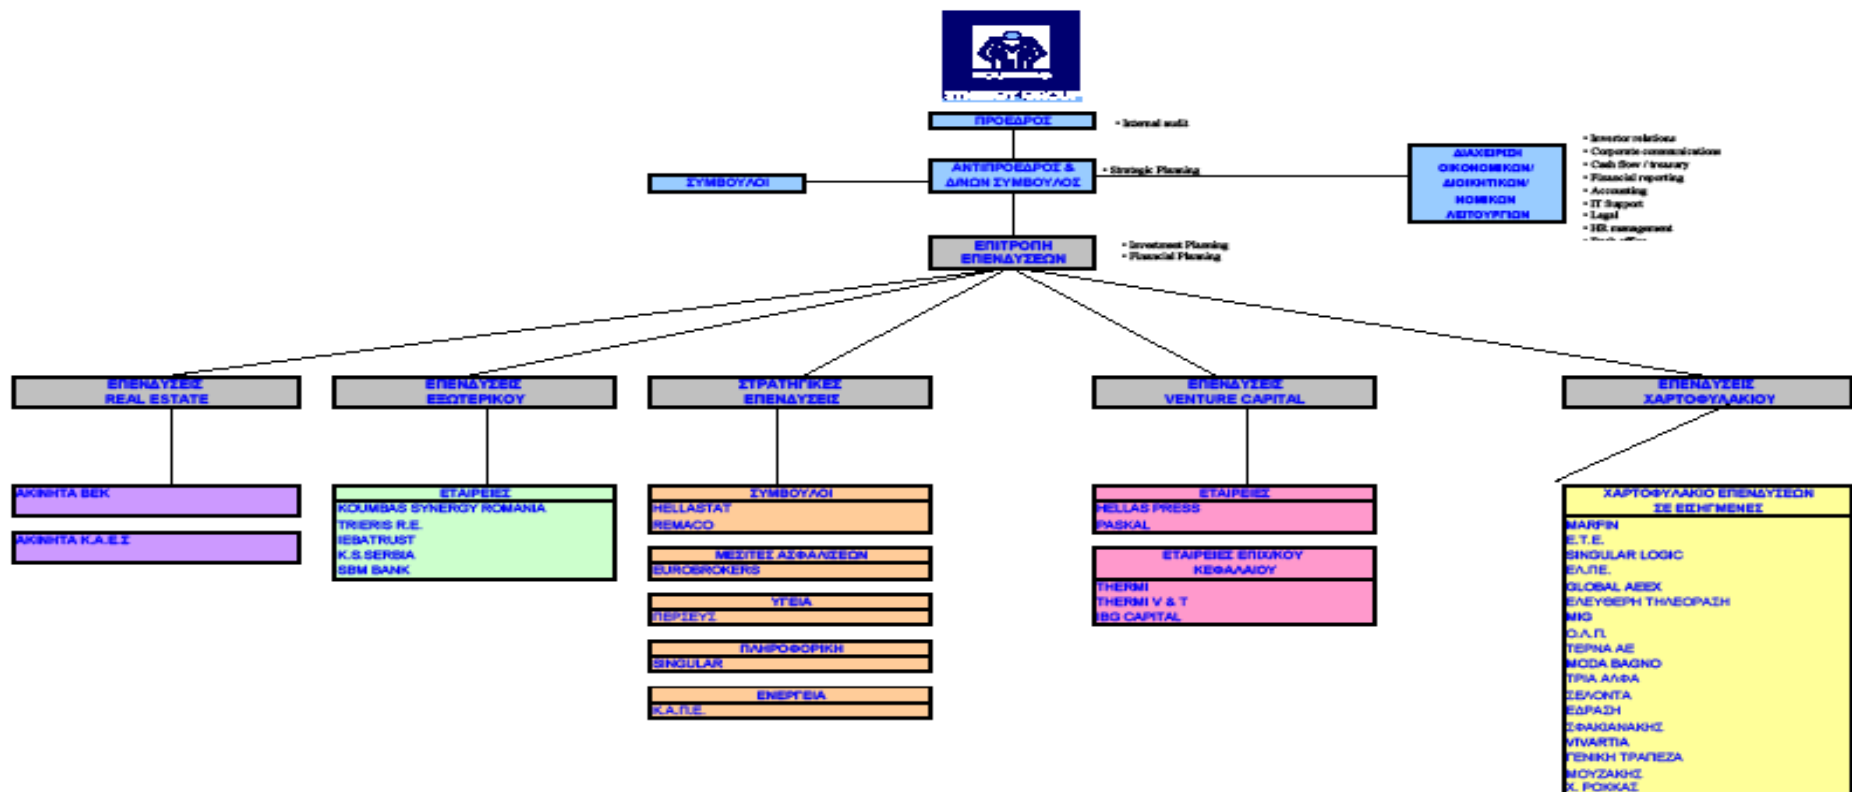 ΠΡΟΕΔΡΟΣ
• Internal audit
ΑΝΤΙΠΡΟΕΔΡΟΣ &
Δ/ΝΩΝ ΣΥΜΒΟΥΛΟΣ
• Strategic Planning
ΣΥΜΒΟΥΛΟΙ
ΔΙΑΧΕΙΡΙΣΗ
ΟΙΚΟΝΟΜΙΚΩΝ/
ΔΙΟΙΚΗΤΙΚΩΝ/
ΝΟΜΙΚΩΝ
ΛΕΙΤΟΥΡΓΙΩΝ
• Investor relations
• Corporate communications
• Cash flow / treasury
• Financial reporting
• Accounting
• IT Support
• Legal
• HR management
ΕΠΙΤΡΟΠΗ
ΕΠΕΝΔΥΣΕΩΝ
• Investment Planning
• Financial Planning
ΕΠΕΝΔΥΣΕΙΣ
REAL ESTATE
ΑΚΙΝΗΤΑ ΒΕΚ
ΑΚΙΝΗΤΑ Κ.Α.Ε.Σ
ΕΠΕΝΔΥΣΕΙΣ
ΕΞΩΤΕΡΙΚΟΥ
ΕΤΑΙΡΕΙΕΣ
KOUMBAS SYNERGY ROMANIA
TRIERIS R.E.
IEBATRUST
K.S.SERBIA
SBM BANK
ΣΤΡΑΤΗΓΙΚΕΣ
ΕΠΕΝΔΥΣΕΙΣ
ΣΥΜΒΟΥΛΟΙ
HELLASTAT
REMACO
ΜΕΣΙΤΕΣ ΑΣΦΑΛΙΣΕΩΝ
EUROBROKERS
ΥΓΕΙΑ
ΠΕΡΣΕΥΣ
ΠΛΗΡΟΦΟΡΙΚΗ
SINGULAR
ΕΝΕΡΓΕΙΑ
Κ.Α.Π.Ε.
ΕΠΕΝΔΥΣΕΙΣ
VENTURE CAPITAL
ΕΤΑΙΡΕΙΕΣ
HELLAS PRESS
PASKAL
ΕΤΑΙΡΕΙΕΣ ΕΠΙΧ/ΚΟΥ
ΚΕΦΑΛΑΙΟΥ
THERMI
THERMI V & T
IBG CAPITAL
ΕΠΕΝΔΥΣΕΙΣ
ΧΑΡΤΟΦΥΛΑΚΙΟΥ
ΧΑΡΤΟΦΥΛΑΚΙΟ ΕΠΕΝΔΥΣΕΩΝ
ΣΕ ΕΙΣΗΓΜΕΝΕΣ
MARFIN
Ε.Τ.Ε.
SINGULAR LOGIC
ΕΛ.ΠΕ.
GLOBAL ΑΕΕΧ
ΕΛΕΥΘΕΡΗ ΤΗΛΕΟΡΑΣΗ
MIG
Ο.Λ.Π.
ΤΕΡΝΑ ΑΕ
MODA BAGNO
ΤΡΙΑ ΑΛΦΑ
ΣΕΛΟΝΤΑ
ΕΔΡΑΣΗ
ΣΦΑΚΙΑΝΑΚΗΣ
VIVARTIA
ΓΕΝΙΚΗ ΤΡΑΠΕΖΑ
ΜΟΥΖΑΚΗΣ
Χ. ΡΟΚΚΑΣ